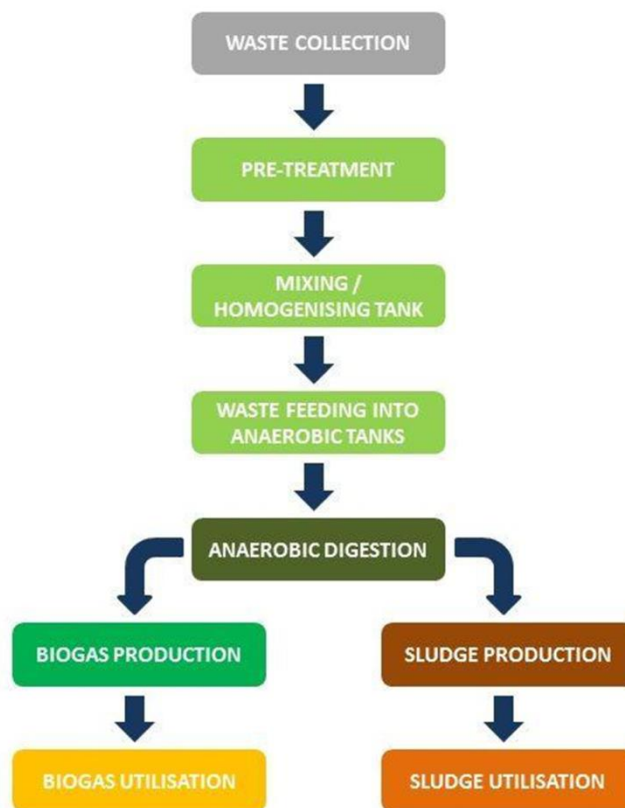 WASTE COLLECTION
PRE-TREATMENT
MIXING /
HOMOGENISING TANK
WASTE FEEDING INTO
ANAEROBIC TANKS
ANAEROBIC DIGESTION
BIOGAS PRODUCTION
SLUDGE PRODUCTION
BIOGAS UTILISATION
SLUDGE UTILISATION